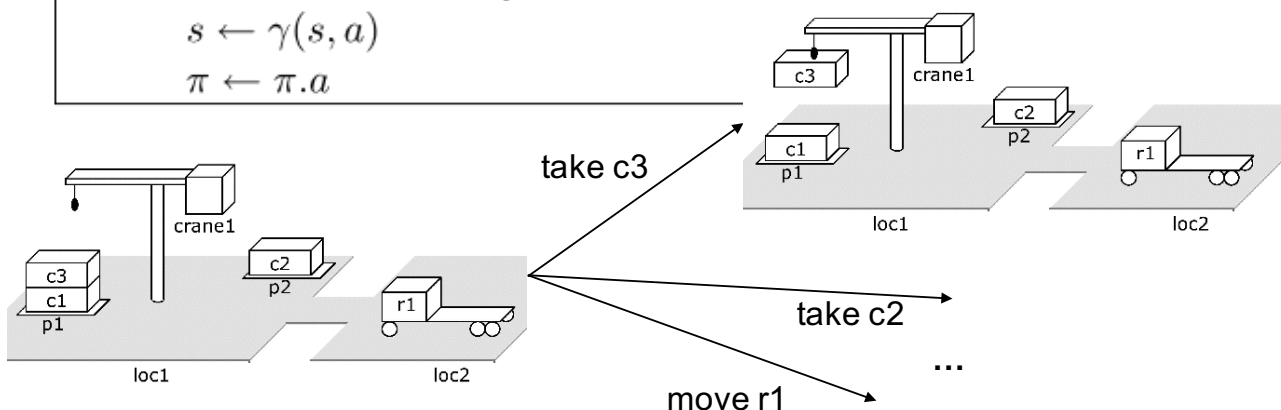 s ← γ(s, a)
π ← π.a
c3
crane1
c1
p1
c2
p2
r1
loc1
loc2
take c3
crane1
c3
c1
p1
c2
p2
r1
loc1
loc2
take c2
...
move r1